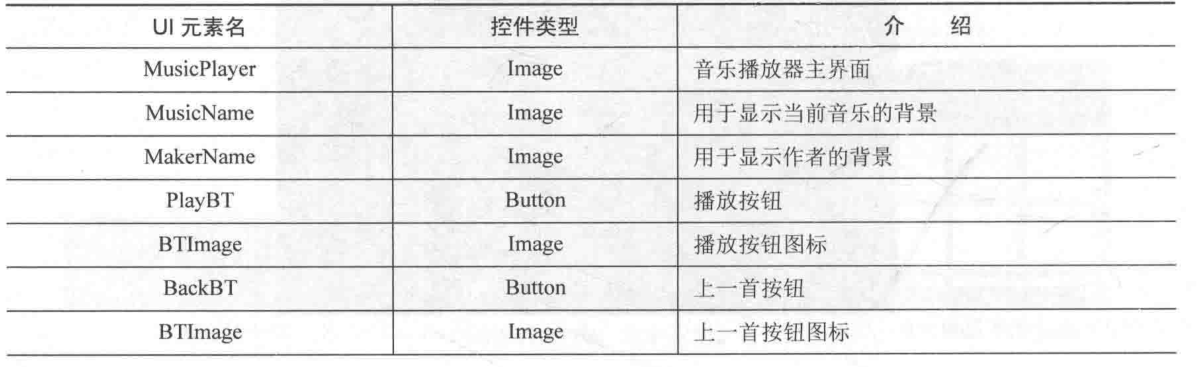 UI 元素名 控件类型 介 绍
MusicPlayer Image 音乐播放器主界面
MusicName Image 用于显示当前音乐的背景
MakerName Image 用于显示作者的背景
PlayBT Button 播放按钮
BTImage Image 播放按钮图标
BackBT Button 上一首按钮
BTImage Image 上一首按钮图标